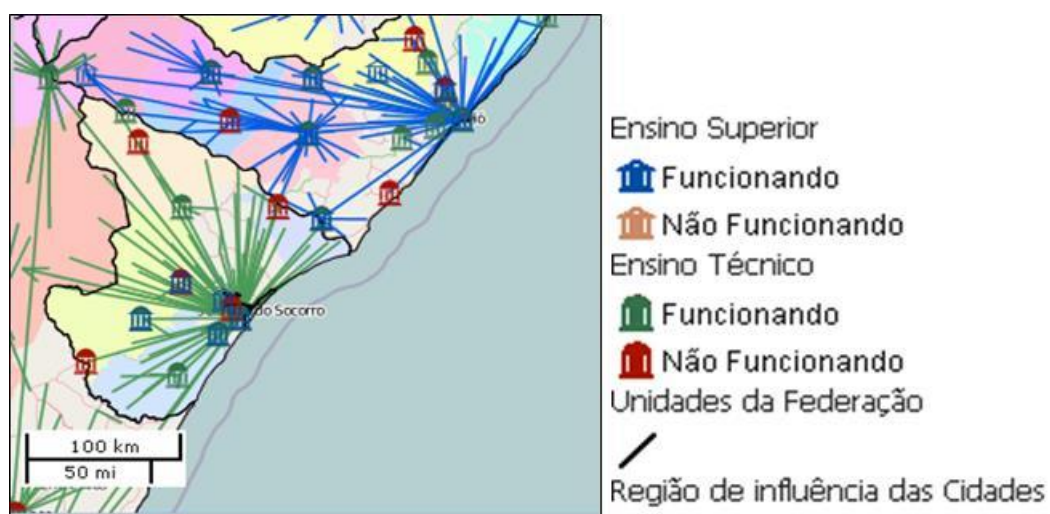 do Socorro
100 km
50 mi
Ensino Superior
Funcionando
Não Funcionando
Ensino Técnico
Funcionando
Não Funcionando
Unidades da Federação
Região de influência das Cidades